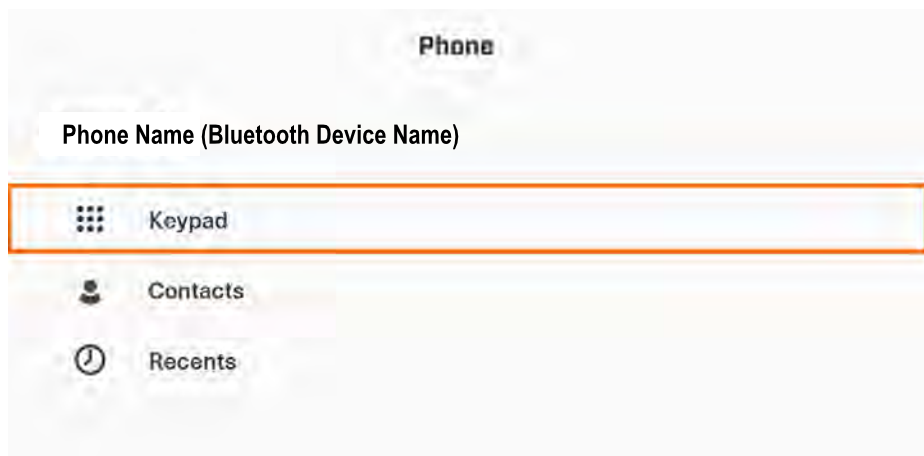 Phone
Phone Name (Bluetooth Device Name)
Keypad
Contacts
Recents